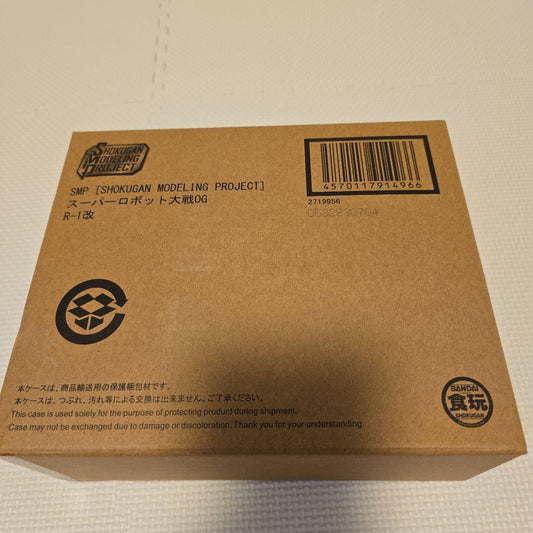 SHOKUGAN
MODELING
PROJECT
SMP [SHOKUGAN MODELING PROJECT]
スーパーロボット大戦OG
R-1改
4570117914966
2719956
本ケースは、商品輸送用の保護梱包材です。
本ケースは、つぶれ、汚れ等による交換は出来ません。ご了承ください。
This case is used solely for the purpose of protecting product during shipment.
Case may not be exchanged due to damage or discoloration. Thank you for your understanding.
BANDAI
食玩
SHOKUGAN